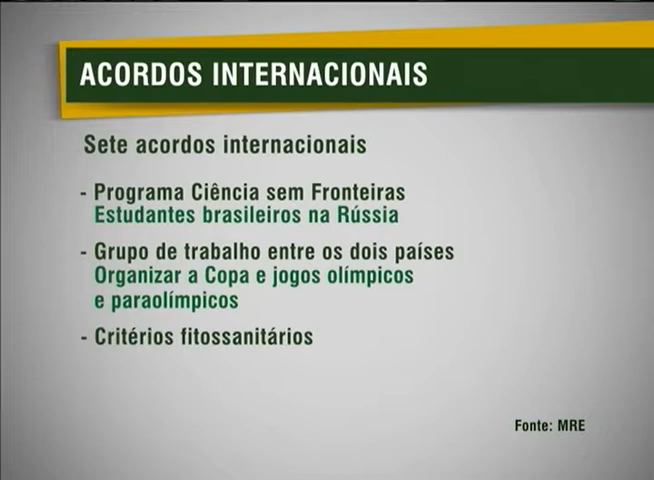 ACORDOS INTERNACIONAIS
Sete acordos internacionais
- Programa Ciência sem Fronteiras
Estudantes brasileiros na Rússia
- Grupo de trabalho entre os dois países
Organizar a Copa e jogos olímpicos
e paraolímpicos
- Critérios fitossanitários
Fonte: MRE